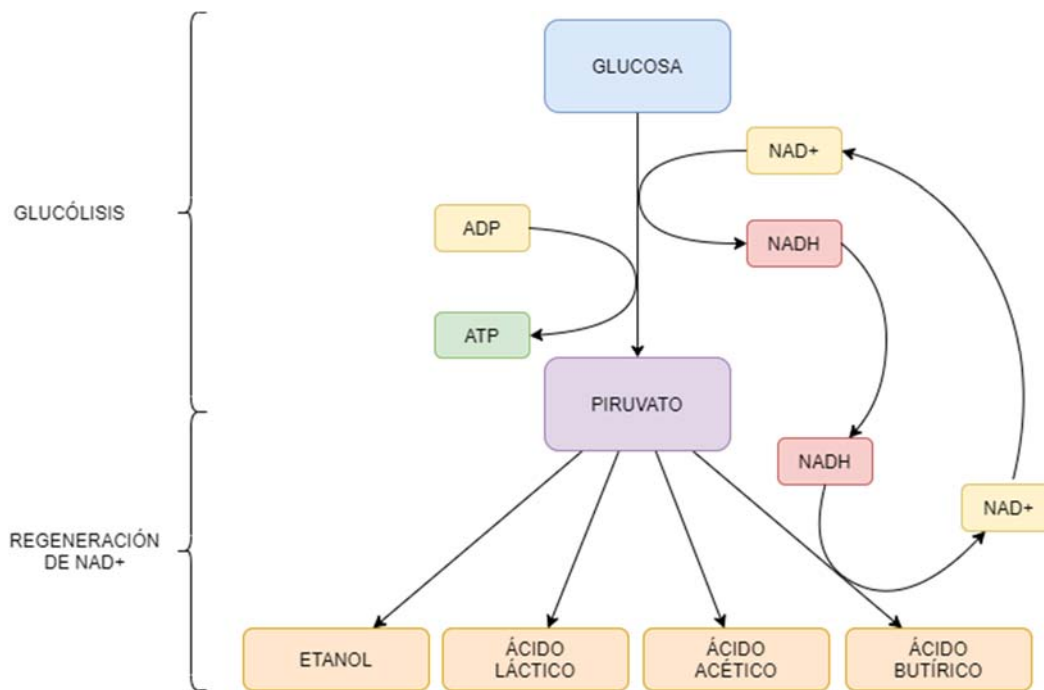 GLUCOSA
NAD+
GLUCÓLISIS
ADP
NADH
ATP
PIRUVATO
NADH
NAD+
REGENERACIÓN
DE NAD+
ETANOL
ÁCIDO
LÁCTICO
ÁCIDO
ACÉTICO
ÁCIDO
BUTÍRICO